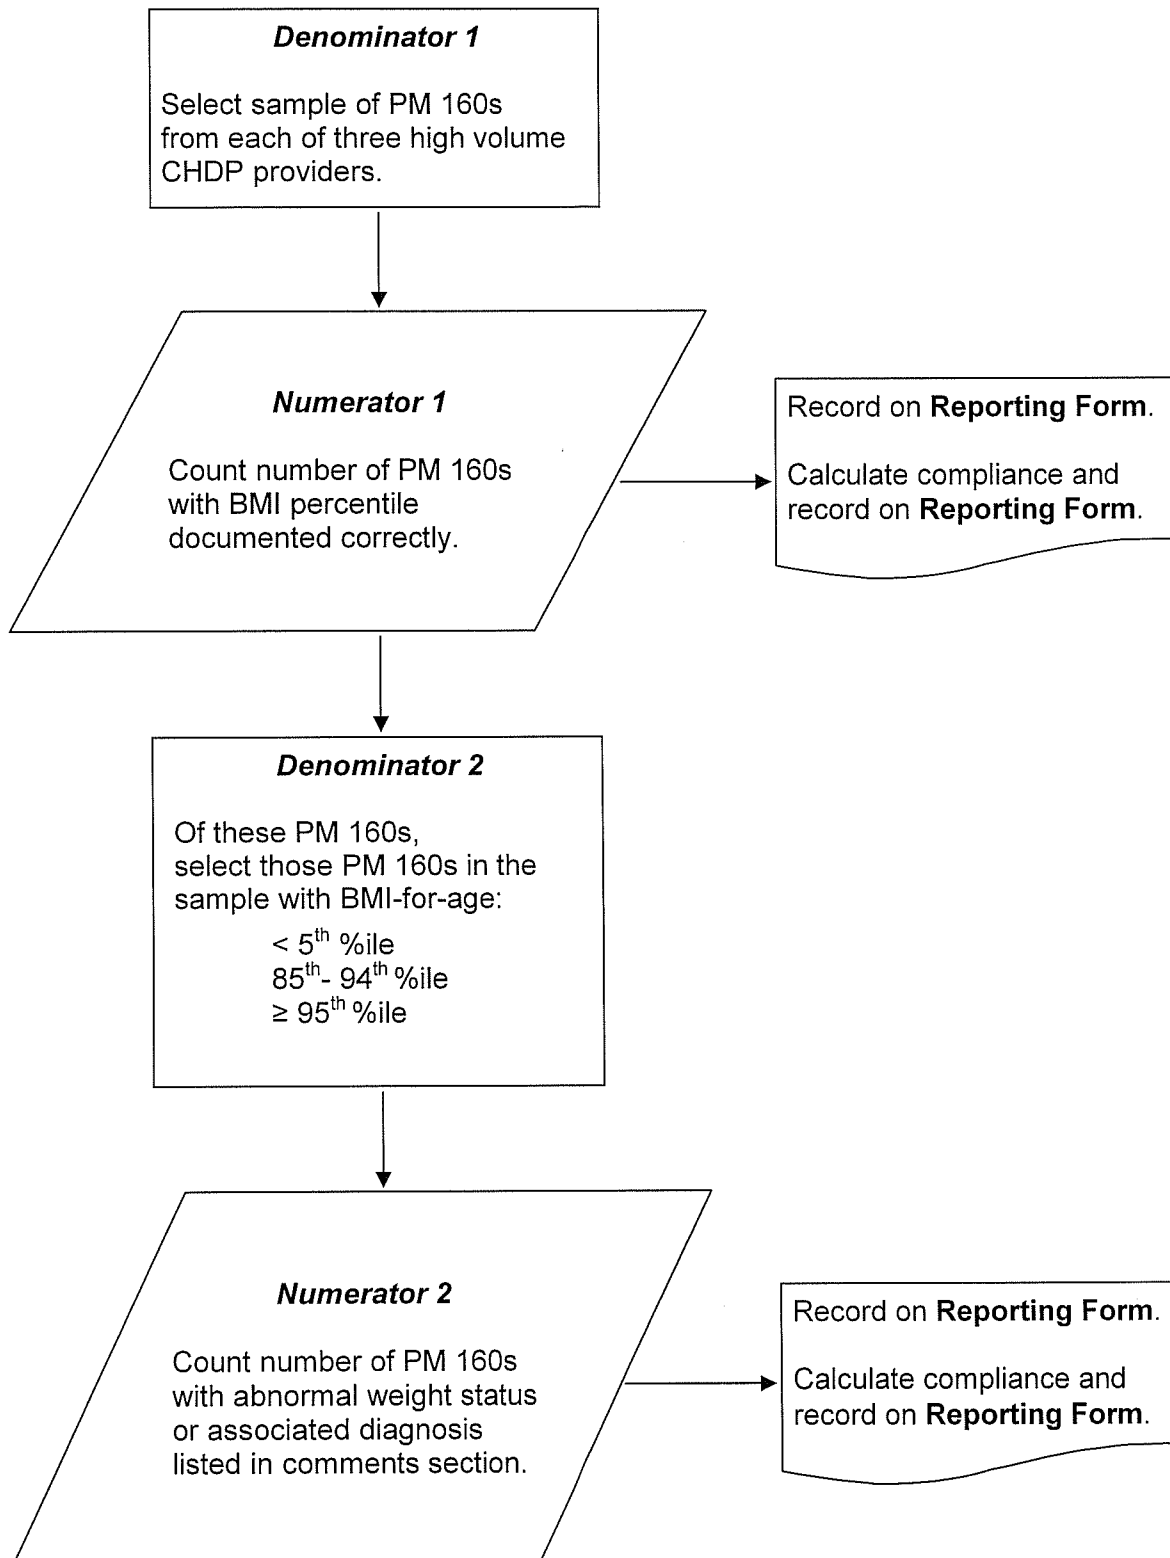 Denominator 1
Select sample of PM 160s
from each of three high volume
CHDP providers.
Numerator 1
Count number of PM 160s
with BMI percentile
documented correctly.
Record on Reporting Form.
Calculate compliance and
record on Reporting Form.
Denominator 2
Of these PM 160s,
select those PM 160s in the
sample with BMI-for-age:
< 5th %ile
85th- 94th %ile
≥ 95th %ile
Numerator 2
Count number of PM 160s
with abnormal weight status
or associated diagnosis
listed in comments section.
Record on Reporting Form.
Calculate compliance and
record on Reporting Form.